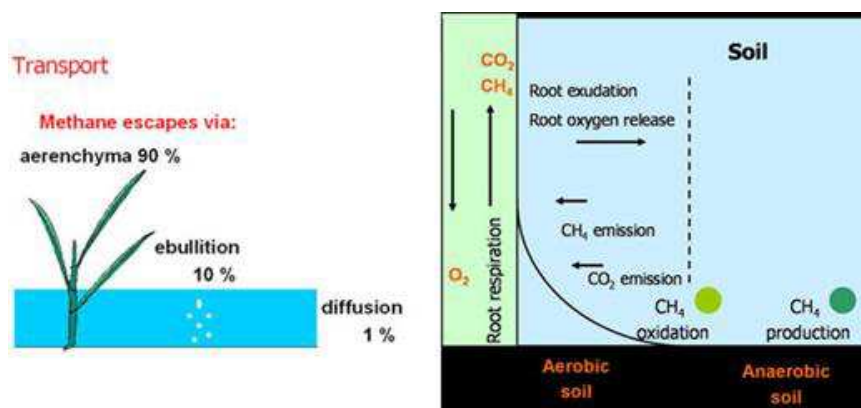 Transport
Methane escapes via:
aerenchyma 90 %
ebullition
10 %
diffusion
1 %
Soil
CO2
CH4
Root exudation
Root oxygen release
CH4 emission
CO2 emission
O2
Root respiration
CH4
oxidation
CH4
production
Aerobic
soil
Anaerobic
soil